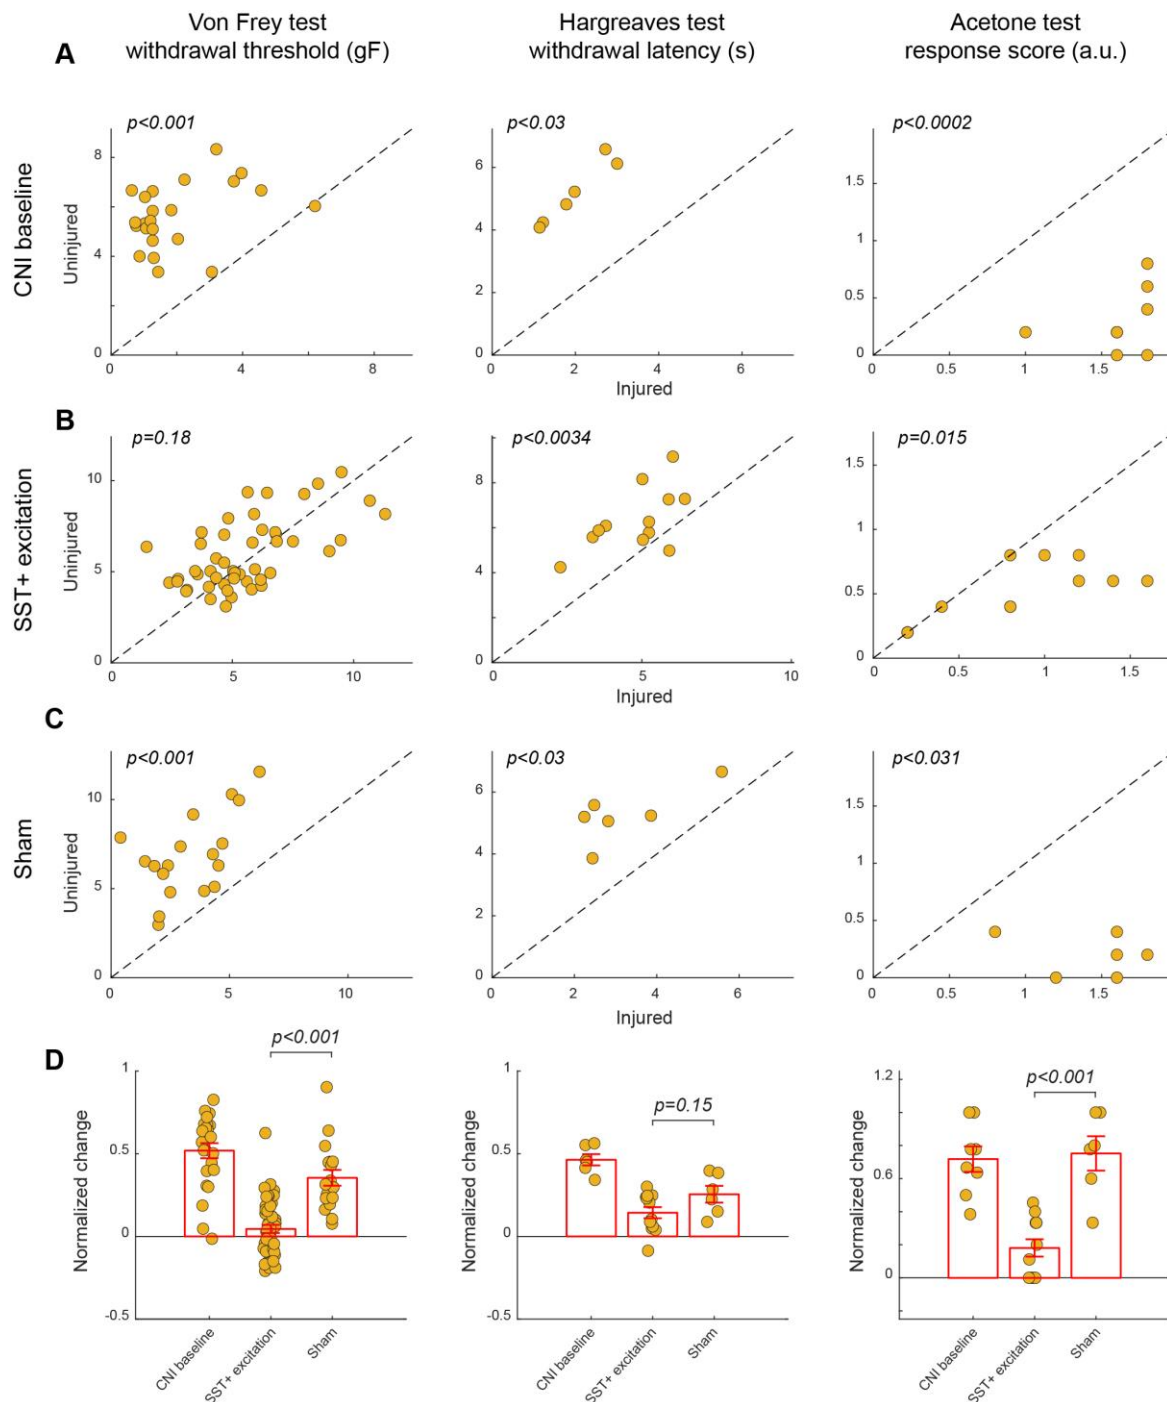 Von Frey test
withdrawal threshold (gF)
Hargreaves test
withdrawal latency (s)
Acetone test
response score (a.u.)
A
CNI baseline
Uninjured
p<0.001
8
4
0
0
4
8
p<0.03
6
4
2
0
0
2
4
6
Injured
p<0.0002
1.5
1
0.5
0
0
0.5
1
1.5
B
SST+ excitation
Uninjured
p=0.18
10
5
0
0
5
10
p<0.0034
8
4
0
0
5
10
Injured
p=0.015
1.5
1
0.5
0
0
0.5
1
1.5
C
Sham
Uninjured
p<0.001
10
5
0
0
5
10
p<0.03
6
4
2
0
0
2
4
6
Injured
p<0.031
1.5
1
0.5
0
0
0.5
1
1.5
D
Normalized change
p<0.001
1
0.5
0
-0.5
CNI baseline
SST+ excitation
Sham
Normalized change
p=0.15
1
0.5
0
-0.5
CNI baseline
SST+ excitation
Sham
Normalized change
p<0.001
1.2
0.6
0
CNI baseline
SST+ excitation
Sham